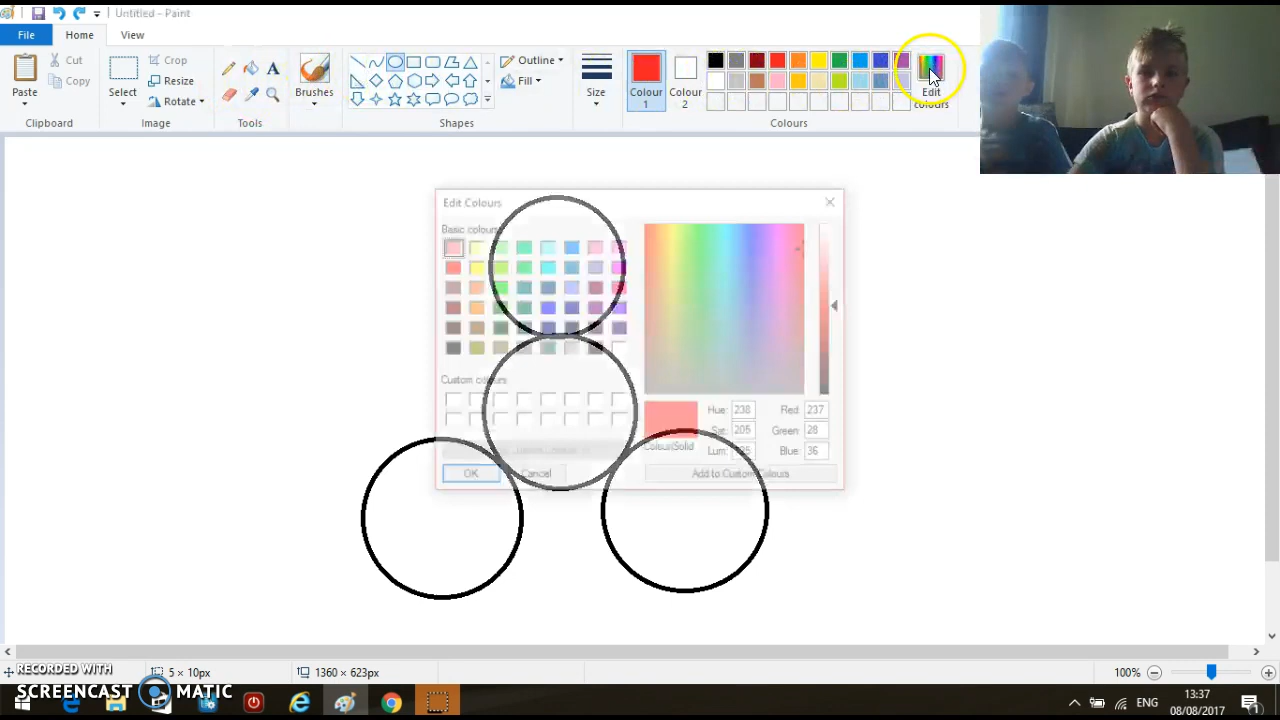 Untitled - Paint
File Home View
Paste
Cut
Copy
Clipboard
Select
Crop
Resize
Rotate
Image
A
Tools
Brushes
Shapes
Outline
Fill
Size
Colour 1
Colour 2
Colours
Edit colours
Edit Colours
Basic colours
Custom colours
OK
Cancel
Colour|Solid
Hue: 238 Red: 237
Sat: 205 Green: 28
Blue: 36
Add to Custom Colours
5 × 10px
1360 × 623px
100%
RECORDED WITH
SCREENCAST MATIC
ENG
13:37
08/08/2017